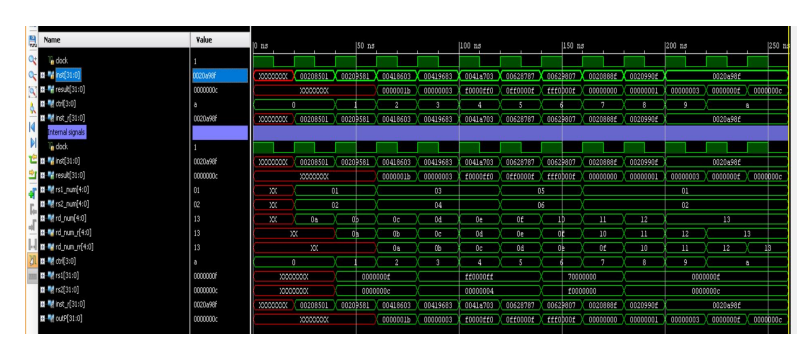 Name Value 0 ns 50 ns 100 ns 150 ns 200 ns 250 ns
clock 1
inst[31:0] 0020a98f XXXXXXXX 00208501 00209581 00418603 00419683 0041a703 00628787 00629807 0020888f 0020990f 0020a98f
result[31:0] 0000000c XXXXXXXX 0000001b 00000003 f0000ff0 0ff0000f fff0000f 00000000 00000001 00000003 0000000f 0000000c
ctrl[3:0] a 0 1 2 3 4 5 6 7 8 9 a
inst_r[31:0] 0020a98f XXXXXXXX 00208501 00209581 00418603 00419683 0041a703 00628787 00629807 0020888f 0020990f 0020a98f
Internal signals
clock 1
inst[31:0] 0020a98f XXXXXXXX 00208501 00209581 00418603 00419683 0041a703 00628787 00629807 0020888f 0020990f 0020a98f
result[31:0] 0000000c XXXXXXXX 0000001b 00000003 f0000ff0 0ff0000f fff0000f 00000000 00000001 00000003 0000000f 0000000c
rs1_num[4:0] 01 XX 01 03 05 01
rs2_num[4:0] 02 XX 02 04 06 02
rd_num[4:0] 13 XX 0a 0b 0c 0d 0e 0f 10 11 12 13
rd_num_r[4:0] 13 XX 0a 0b 0c 0d 0e 0f 10 11 12 13
rd_num_rr[4:0] 13 XX 0a 0b 0c 0d 0e 0f 10 11 12 13
ctrl[3:0] a 0 1 2 3 4 5 6 7 8 9 a
rs1[31:0] 0000000f XXXXXXXX 0000000f ff0000ff 70000000 0000000f
rs2[31:0] 0000000c XXXXXXXX 0000000c 00000004 f0000000 0000000c
inst_r[31:0] 0020a98f XXXXXXXX 00208501 00209581 00418603 00419683 0041a703 00628787 00629807 0020888f 0020990f 0020a98f
outP[31:0] 0000000c XXXXXXXX 0000001b 00000003 f0000ff0 0ff0000f fff0000f 00000000 00000001 00000003 0000000f 0000000c